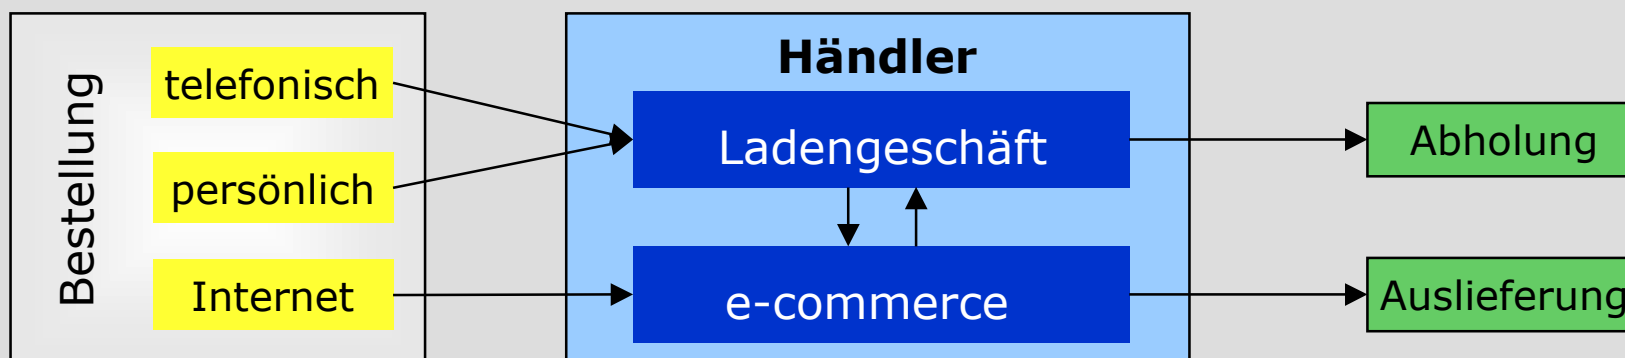 Bestellung
telefonisch
persönlich
Internet
Händler
Ladengeschäft
e-commerce
Abholung
Auslieferung